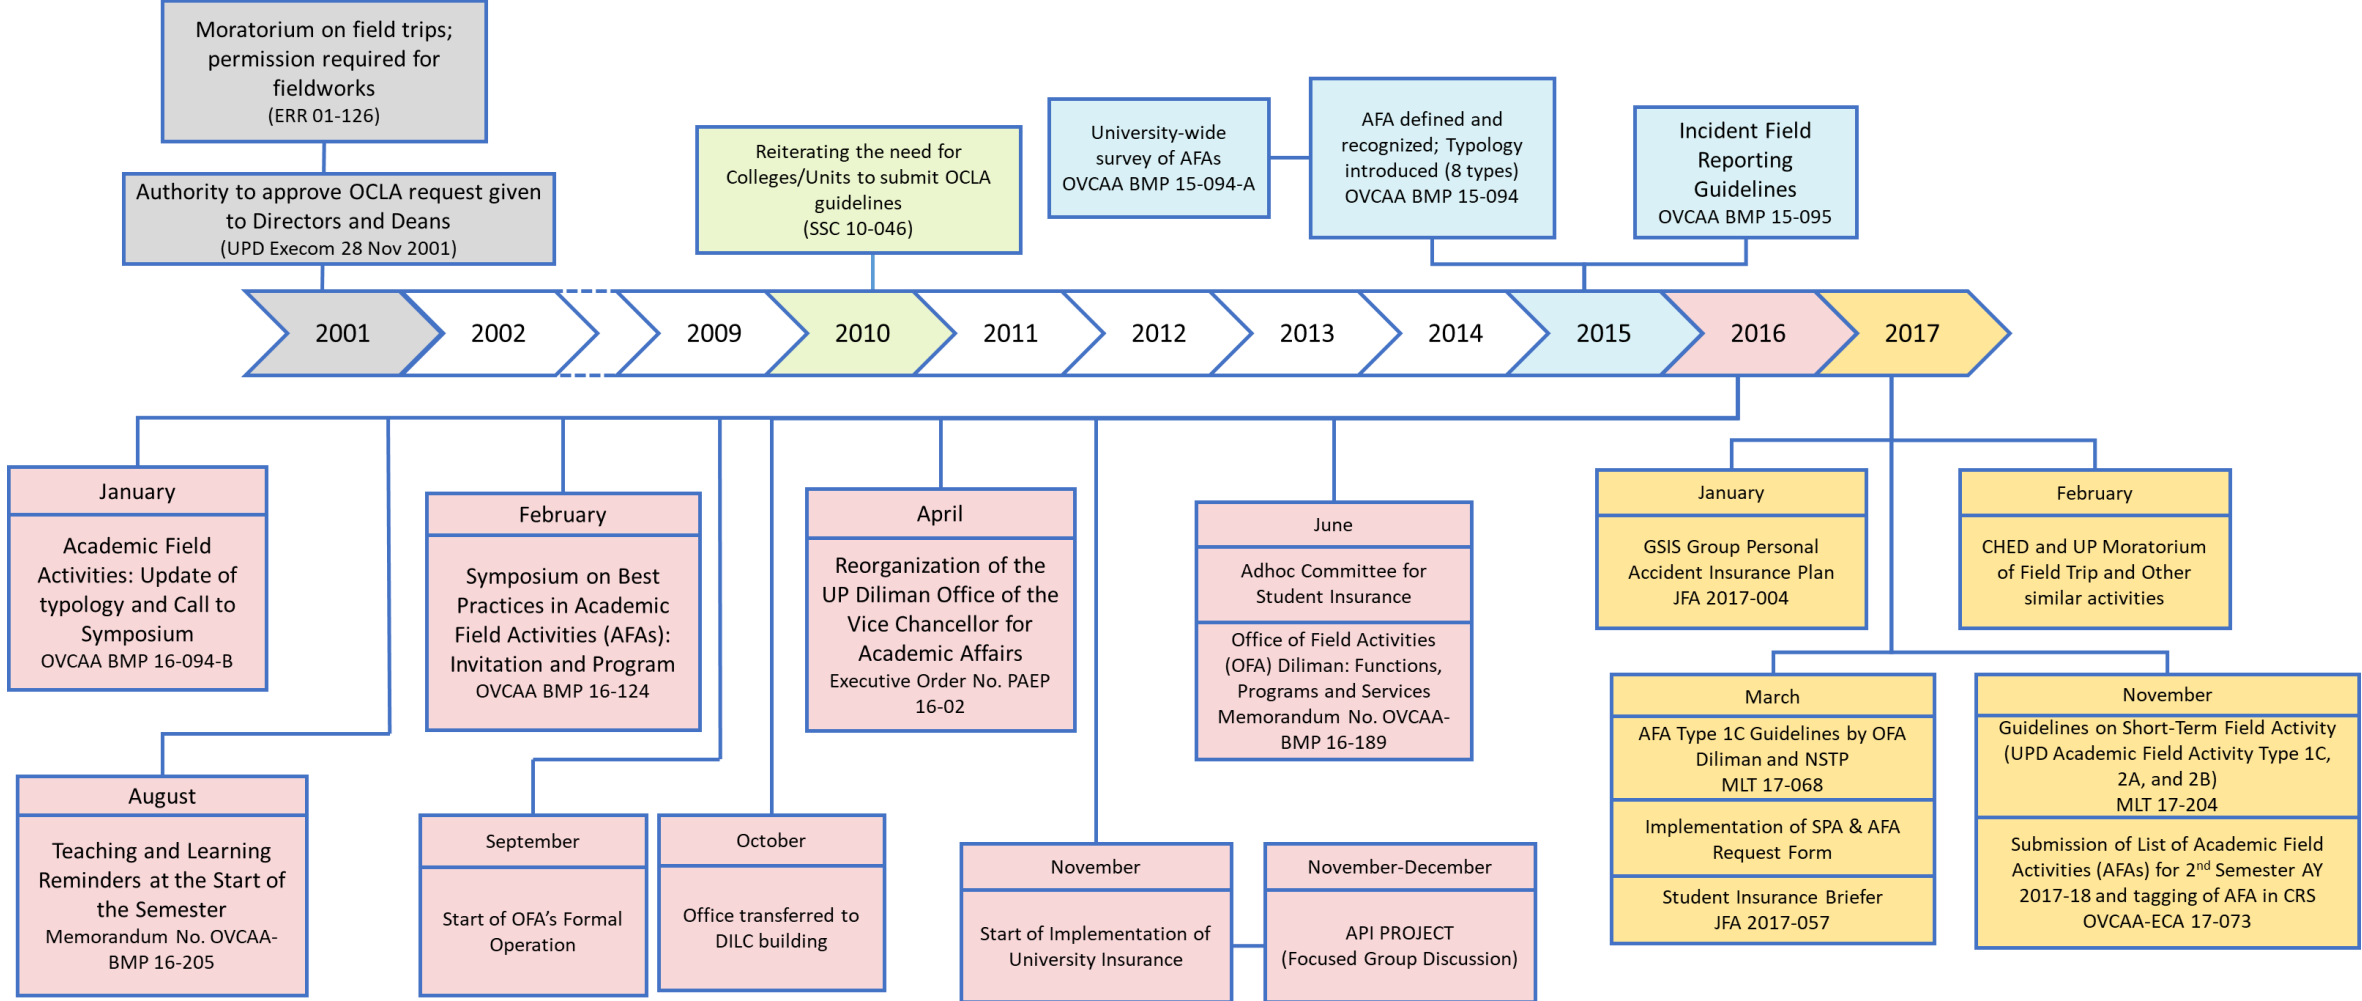 Moratorium on field trips;
permission required for
fieldworks
(ERR 01-126)
Authority to approve OCLA request given
to Directors and Deans
(UPD Execom 28 Nov 2001)
Reiterating the need for
Colleges/Units to submit OCLA
guidelines
(SSC 10-046)
University-wide
survey of AFAs
OVCAA BMP 15-094-A
AFA defined and
recognized; Typology
introduced (8 types)
OVCAA BMP 15-094
Incident Field
Reporting
Guidelines
OVCAA BMP 15-095
2001
2002
2009
2010
2011
2012
2013
2014
2015
2016
2017
January
Academic Field
Activities: Update of
typology and Call to
Symposium
OVCAA BMP 16-094-B
February
Symposium on Best
Practices in Academic
Field Activities (AFAs):
Invitation and Program
OVCAA BMP 16-124
April
Reorganization of the
UP Diliman Office of the
Vice Chancellor for
Academic Affairs
Executive Order No. PAEP
16-02
June
Adhoc Committee for
Student Insurance
Office of Field Activities
(OFA) Diliman: Functions,
Programs and Services
Memorandum No. OVCAA-
BMP 16-189
August
Teaching and Learning
Reminders at the Start of
the Semester
Memorandum No. OVCAA-
BMP 16-205
September
Start of OFA's Formal
Operation
October
Office transferred to
DILC building
November
Start of Implementation of
University Insurance
November-December
API PROJECT
(Focused Group Discussion)
January
GSIS Group Personal
Accident Insurance Plan
JFA 2017-004
February
CHED and UP Moratorium
of Field Trip and Other
similar activities
March
AFA Type 1C Guidelines by OFA
Diliman and NSTP
MLT 17-068
Implementation of SPA & AFA
Request Form
Student Insurance Briefer
JFA 2017-057
November
Guidelines on Short-Term Field Activity
(UPD Academic Field Activity Type 1C,
2A, and 2B)
MLT 17-204
Submission of List of Academic Field
Activities (AFAs) for 2nd Semester AY
2017-18 and tagging of AFA in CRS
OVCAA-ECA 17-073